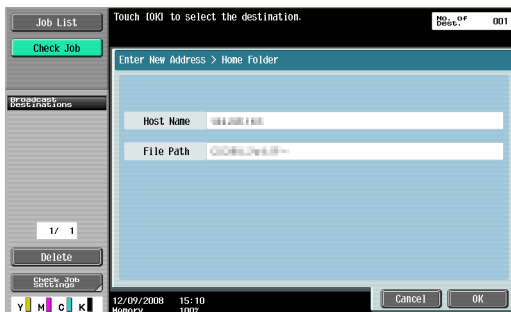 Job List
Touch [OK] to select the destination.
No. of Dest.
001
Check Job
Enter New Address > Home Folder
Broadcast
Destinations
Host Name
File Path
1/ 1
Delete
Check Job
Settings
Y M C K
12/09/2008 15:10
Memory 100%
Cancel
OK